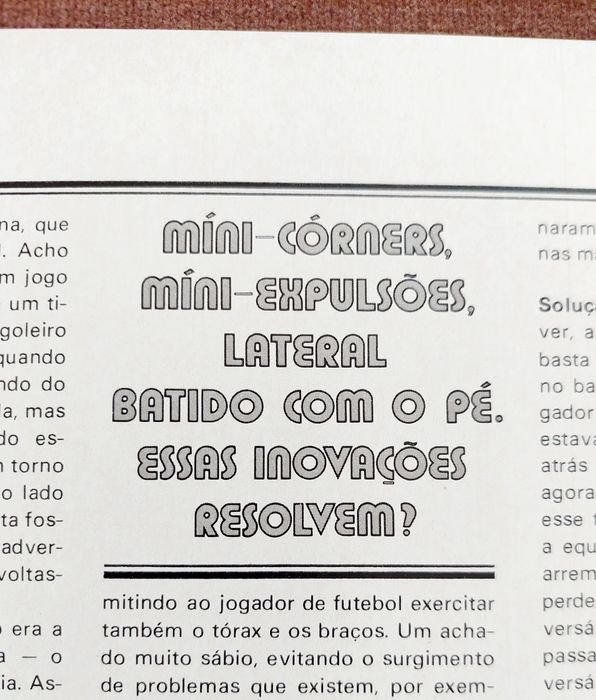 na, que
Acho
m jogo
um ti-
goleiro
quando
ndo do
la, mas
do es-
torno
o lado
ta fos-
adver-
voltas-
era a
a — o
ia. As-
MÍNI-CÓRNERS,
MÍNI-EXPULSÕES,
LATERAL
BATIDO COM O PÉ.
ESSAS INOVAÇÕES
RESOLVEM?
mitindo ao jogador de futebol exercitar
também o tórax e os braços. Um acha-
do muito sábio, evitando o surgimento
de problemas que existem, por exem-
naram
nas m
Soluç
ver, a
basta
no ba
gador
estava
atrás
agora
esse
a equ
arrem
perde
versá
passa
versá